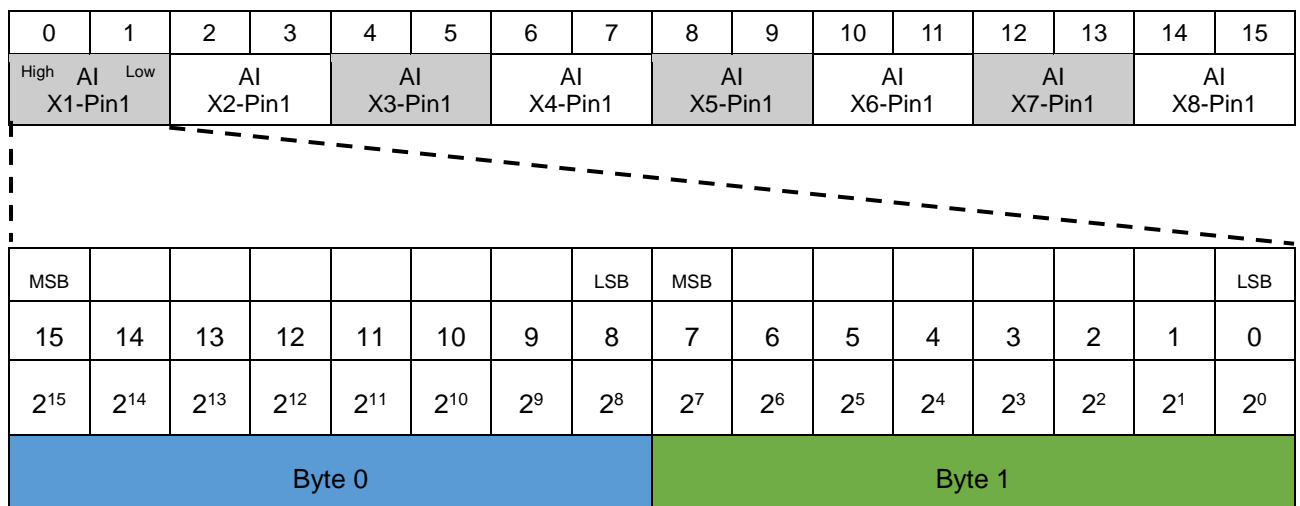 0 1 2 3 4 5 6 7 8 9 10 11 12 13 14 15
High AI Low AI AI AI AI AI AI AI
X1-Pin1 X2-Pin1 X3-Pin1 X4-Pin1 X5-Pin1 X6-Pin1 X7-Pin1 X8-Pin1
MSB LSB MSB LSB
15 14 13 12 11 10 9 8 7 6 5 4 3 2 1 0
2¹⁵ 2¹⁴ 2¹³ 2¹² 2¹¹ 2¹⁰ 2⁹ 2⁸ 2⁷ 2⁶ 2⁵ 2⁴ 2³ 2² 2¹ 2⁰
Byte 0 Byte 1